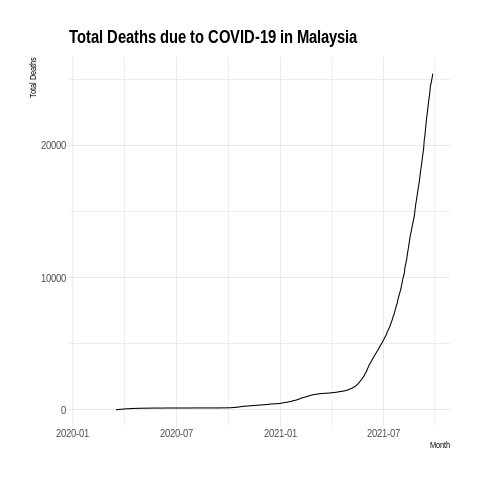 Total Deaths due to COVID-19 in Malaysia
Total Deaths
20000
10000
0
2020-01 2020-07 2021-01 2021-07
Month